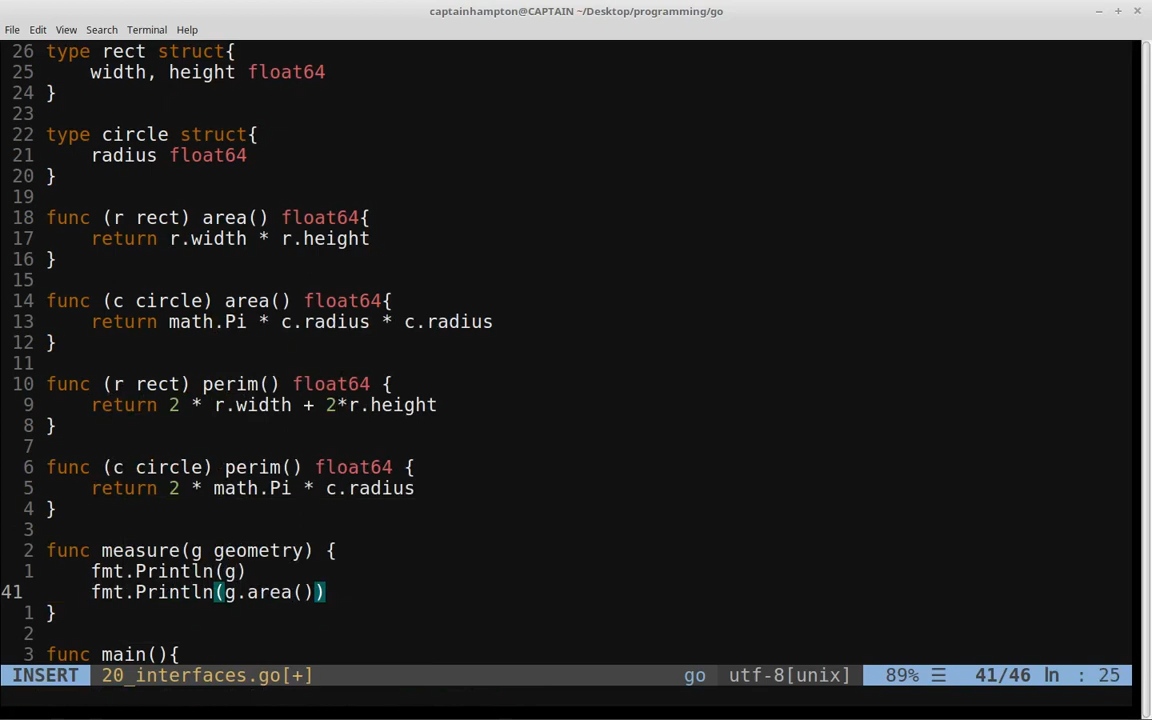 captainhampton@CAPTAIN ~/Desktop/programming/go
File Edit View Search Terminal Help
26 type rect struct{
25     width, height float64
24 }
23
22 type circle struct{
21     radius float64
20 }
19
18 func (r rect) area() float64{
17     return r.width * r.height
16 }
15
14 func (c circle) area() float64{
13     return math.Pi * c.radius * c.radius
12 }
11
10 func (r rect) perim() float64 {
9     return 2 * r.width + 2*r.height
8 }
7
6 func (c circle) perim() float64 {
5     return 2 * math.Pi * c.radius
4 }
3
2 func measure(g geometry) {
1     fmt.Println(g)
41     fmt.Println(g.area())
1 }
2
3 func main(){
INSERT 20_interfaces.go[+] go utf-8[unix] 89% ☰ 41/46 ㏑ : 25